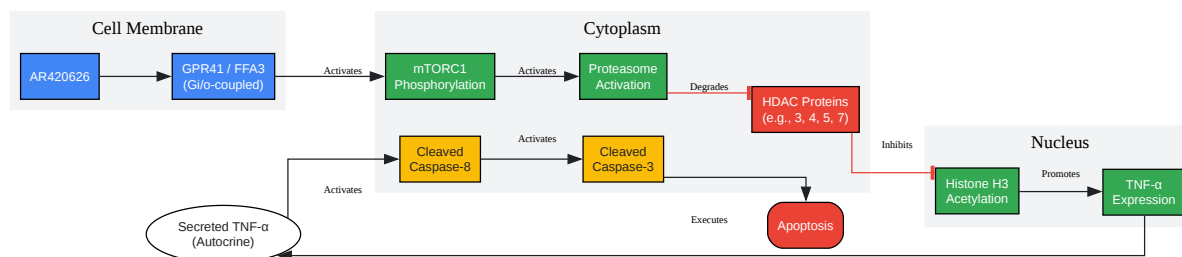 Cell Membrane
Cytoplasm
AR420626
GPR41 / FFA3
(Gi/o-coupled)
Activates
mTORC1
Phosphorylation
Activates
Proteasome
Activation
Degrades
HDAC Proteins
(e.g., 3, 4, 5, 7)
Inhibits
Nucleus
Histone H3
Acetylation
Promotes
TNF-α
Expression
Cleaved
Caspase-8
Activates
Cleaved
Caspase-3
Activates
Secreted TNF-α
(Autocrine)
Executes
Apoptosis